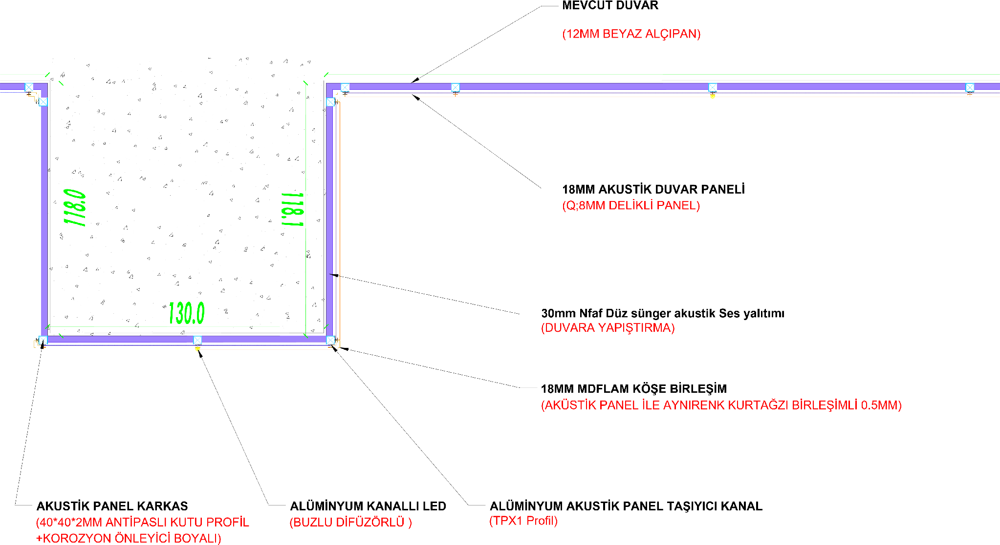 MEVCUT DUVAR
(12MM BEYAZ ALÇIPAN)
18MM AKUSTİK DUVAR PANELİ
(Q;8MM DELİKLİ PANEL)
118.0
118.1
130.0
30mm Nfaf Düz sünger akustik Ses yalıtımı
(DUVARA YAPIŞTIRMA)
18MM MDFLAM KÖŞE BİRLEŞİM
(AKÜSTİK PANEL İLE AYNIRENK KURTAĞZI BİRLEŞİMLİ 0.5MM)
AKUSTİK PANEL KARKAS
(40*40*2MM ANTİPASLI KUTU PROFİL
+KOROZYON ÖNLEYİCİ BOYALI)
ALÜMİNYUM KANALLI LED
(BUZLU DİFÜZÖRLÜ )
ALÜMİNYUM AKUSTİK PANEL TAŞIYICI KANAL
(TPX1 Profil)